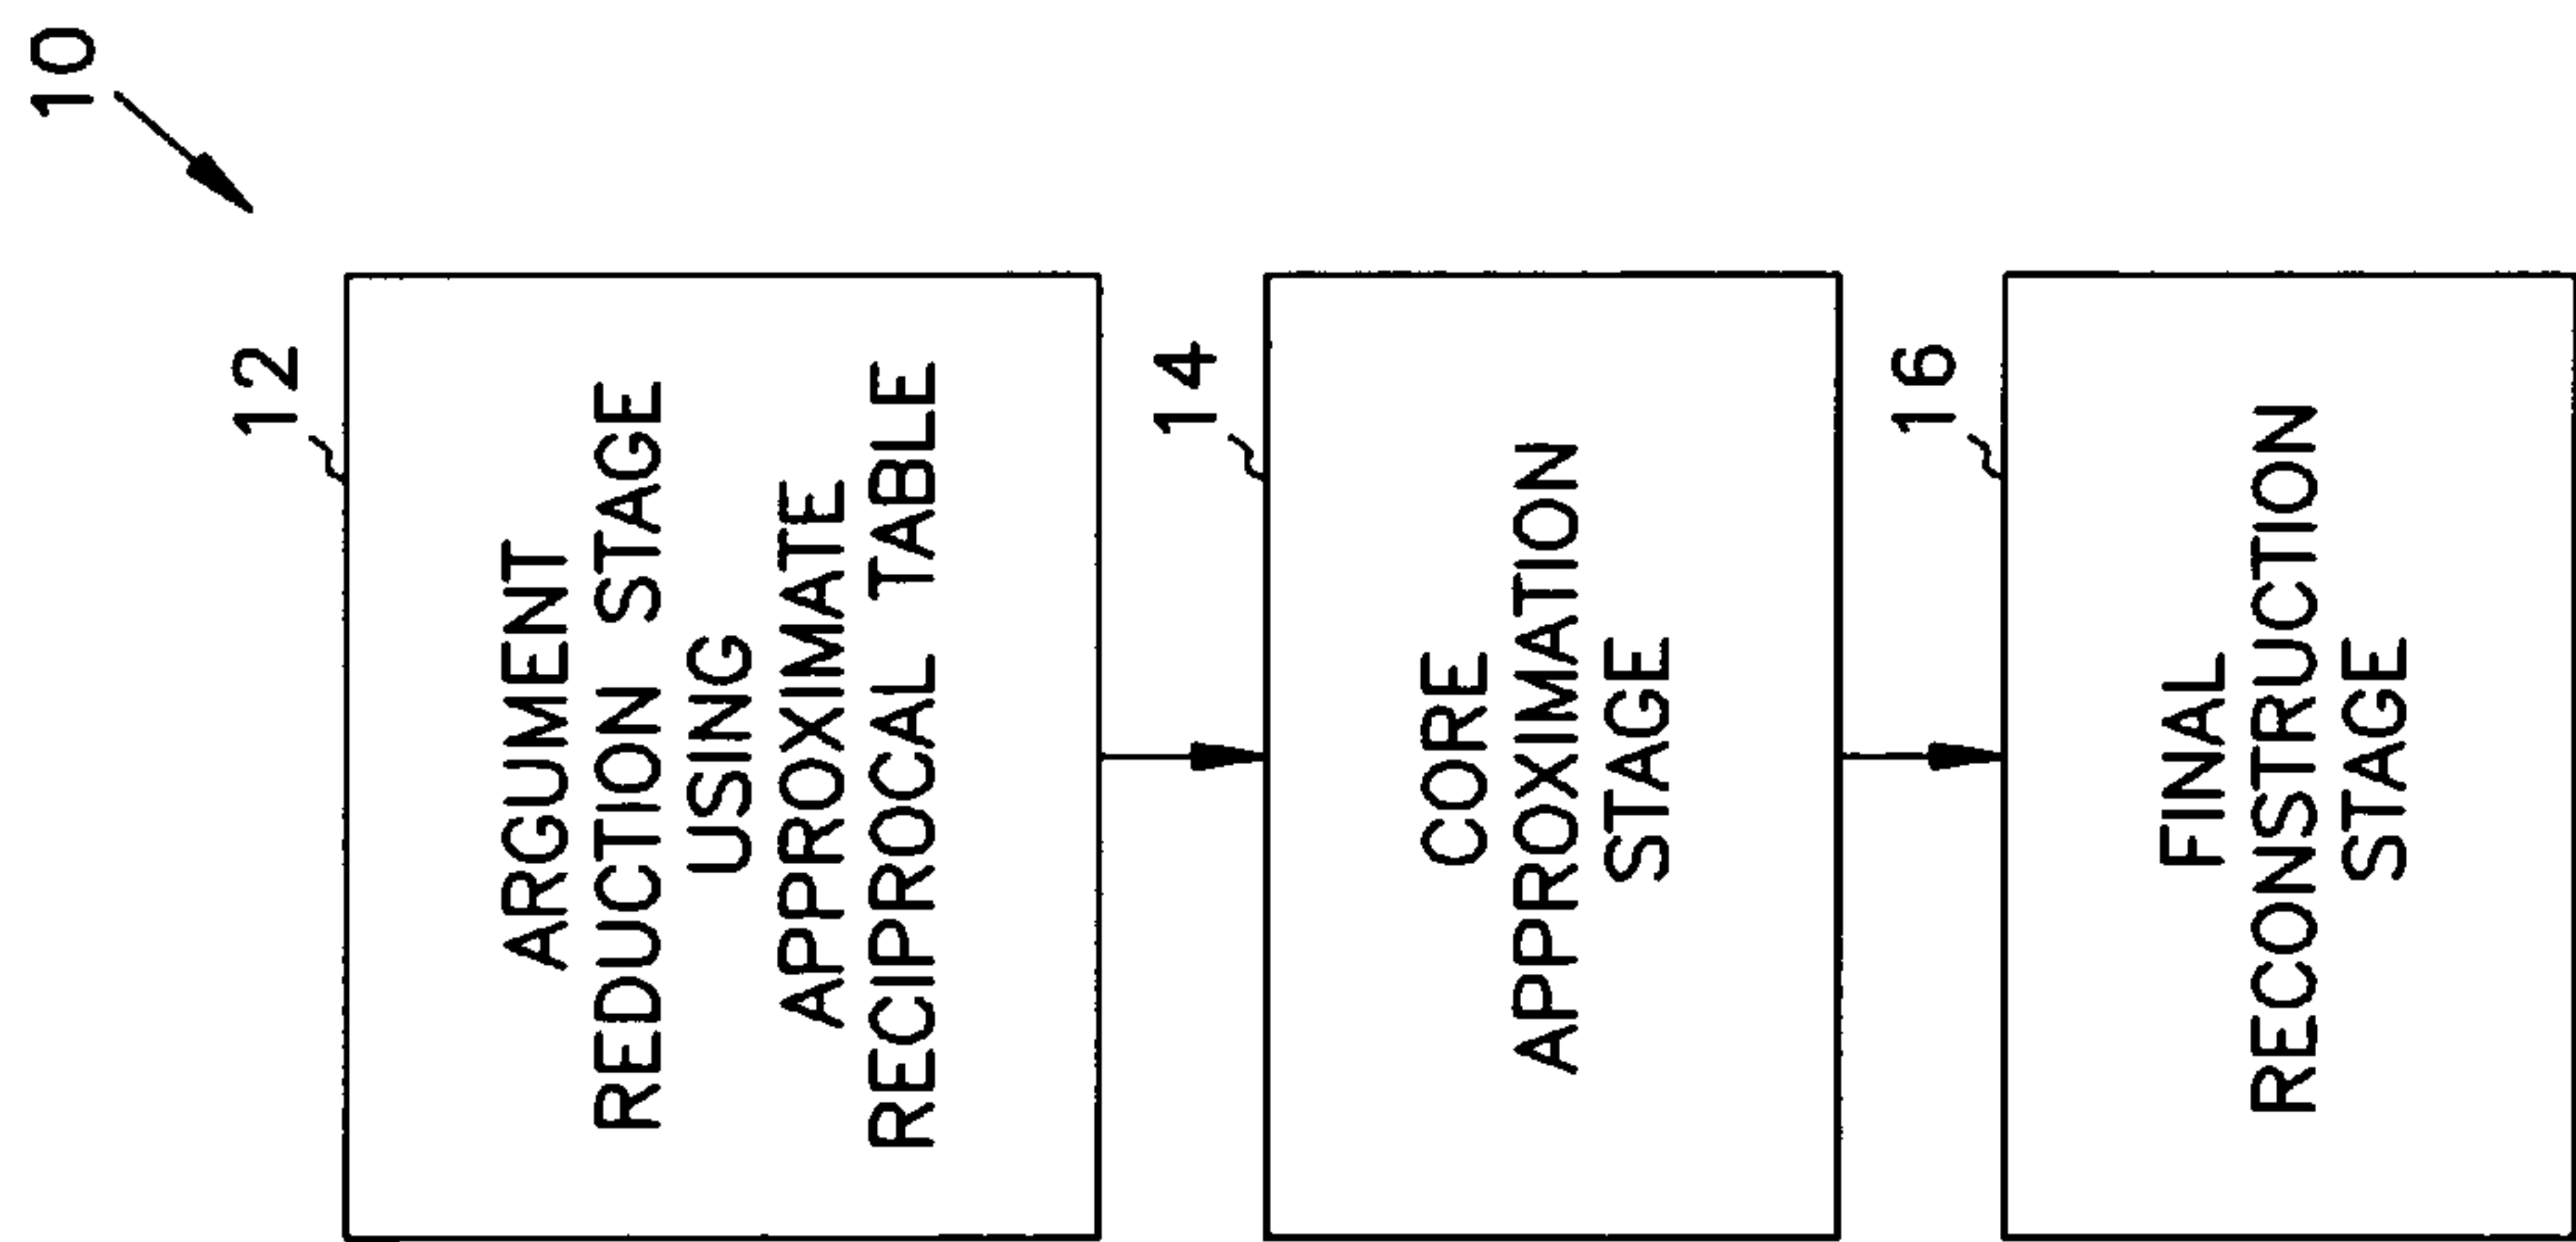 10
12
ARGUMENT
REDUCTION STAGE
USING
APPROXIMATE
RECIPROCAL TABLE
14
CORE
APPROXIMATION
STAGE
16
FINAL
RECONSTRUCTION
STAGE